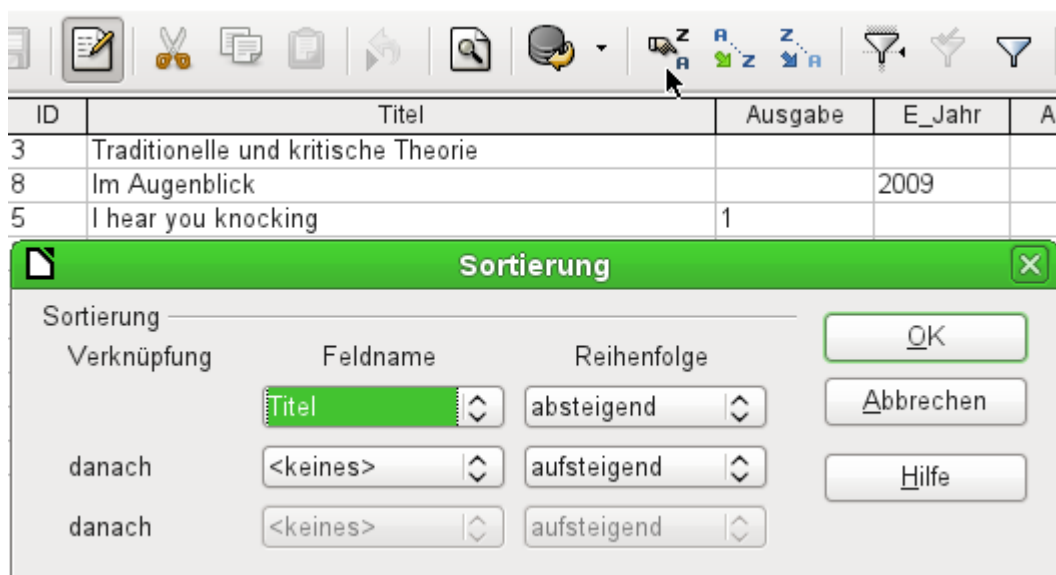 Z A A Z Z A
ID Titel Ausgabe E_Jahr A
3 Traditionelle und kritische Theorie
8 Im Augenblick 2009
5 I hear you knocking 1
Sortierung
Sortierung
OK
Verknüpfung Feldname Reihenfolge
Titel absteigend
Abbrechen
danach <keines> aufsteigend
Hilfe
danach <keines> aufsteigend